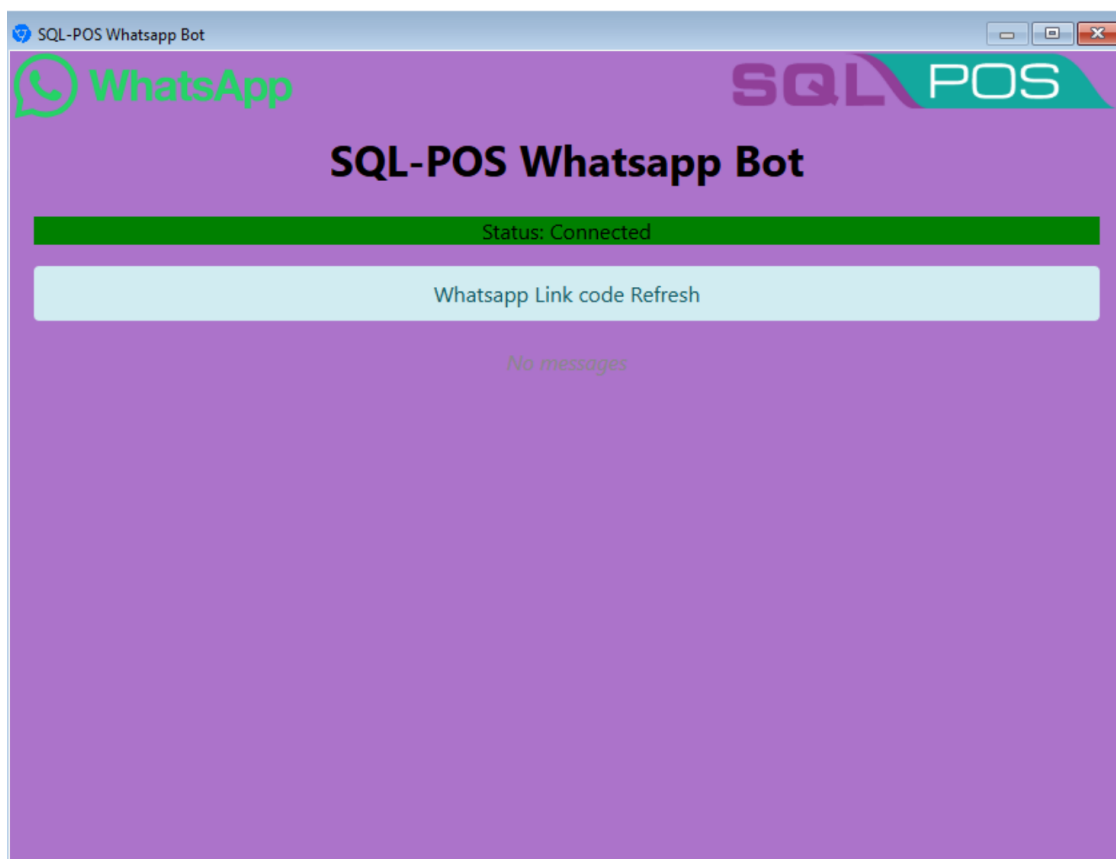 SQL-POS Whatsapp Bot
WhatsApp
SQL POS
SQL-POS Whatsapp Bot
Status: Connected
Whatsapp Link code Refresh
No messages